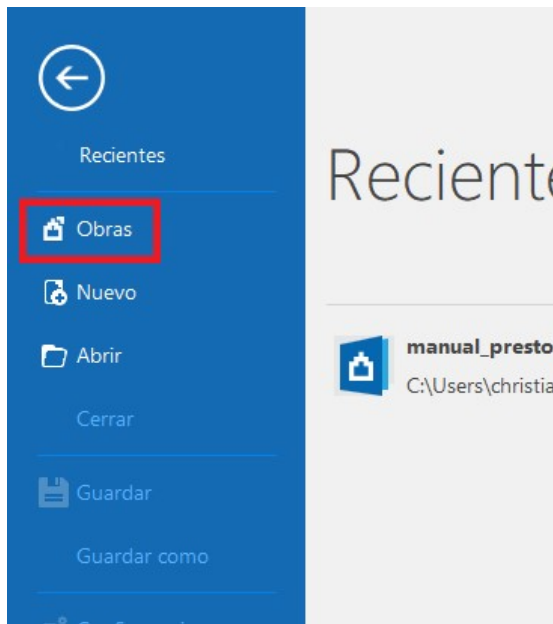 Recientes
Obras
Nuevo
Abrir
Cerrar
Guardar
Guardar como
Reciente
manual_presto
C:\Users\christia